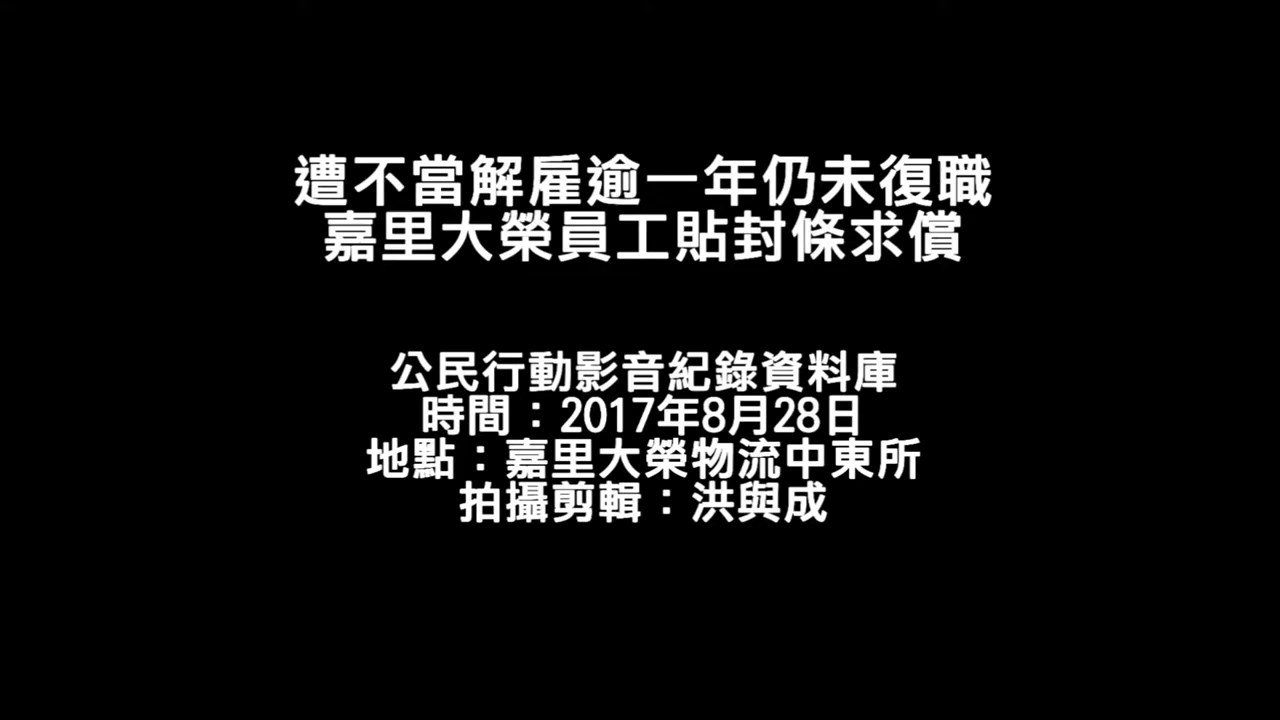 遭不當解雇逾一年仍未復職
嘉里大榮員工貼封條求償
公民行動影音紀錄資料庫
時間：2017年8月28日
地點：嘉里大榮物流中東所
拍攝剪輯：洪與成